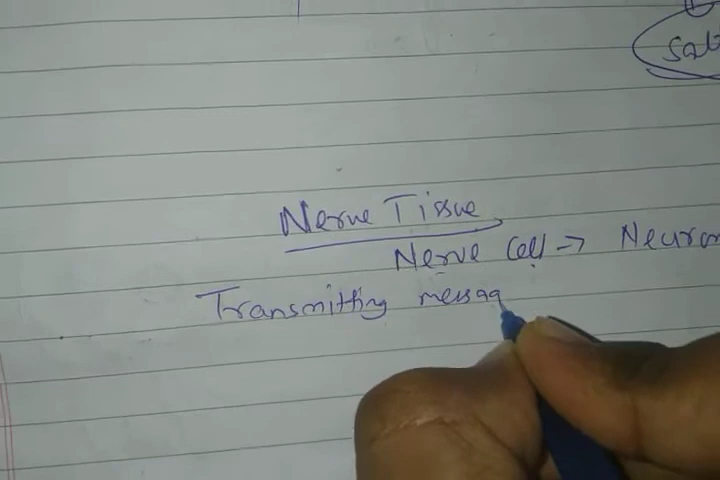 Nerve Tissue
Nerve Cell → Neuron
Transmitting messag